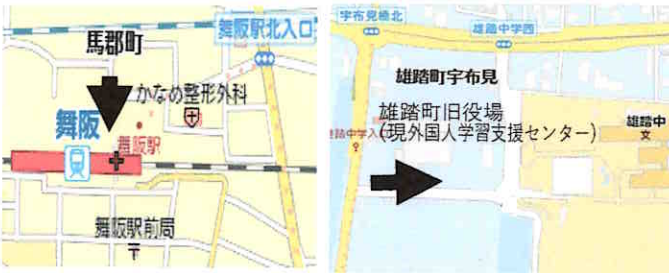 舞阪駅北入口
馬郡町
かなめ整形外科
舞阪
舞阪駅
舞阪駅前局
宇布見橋北
雄踏中学西
雄踏町宇布見
雄踏町旧役場
(現外国人学習支援センター)
雄踏中学入口
雄踏中
文